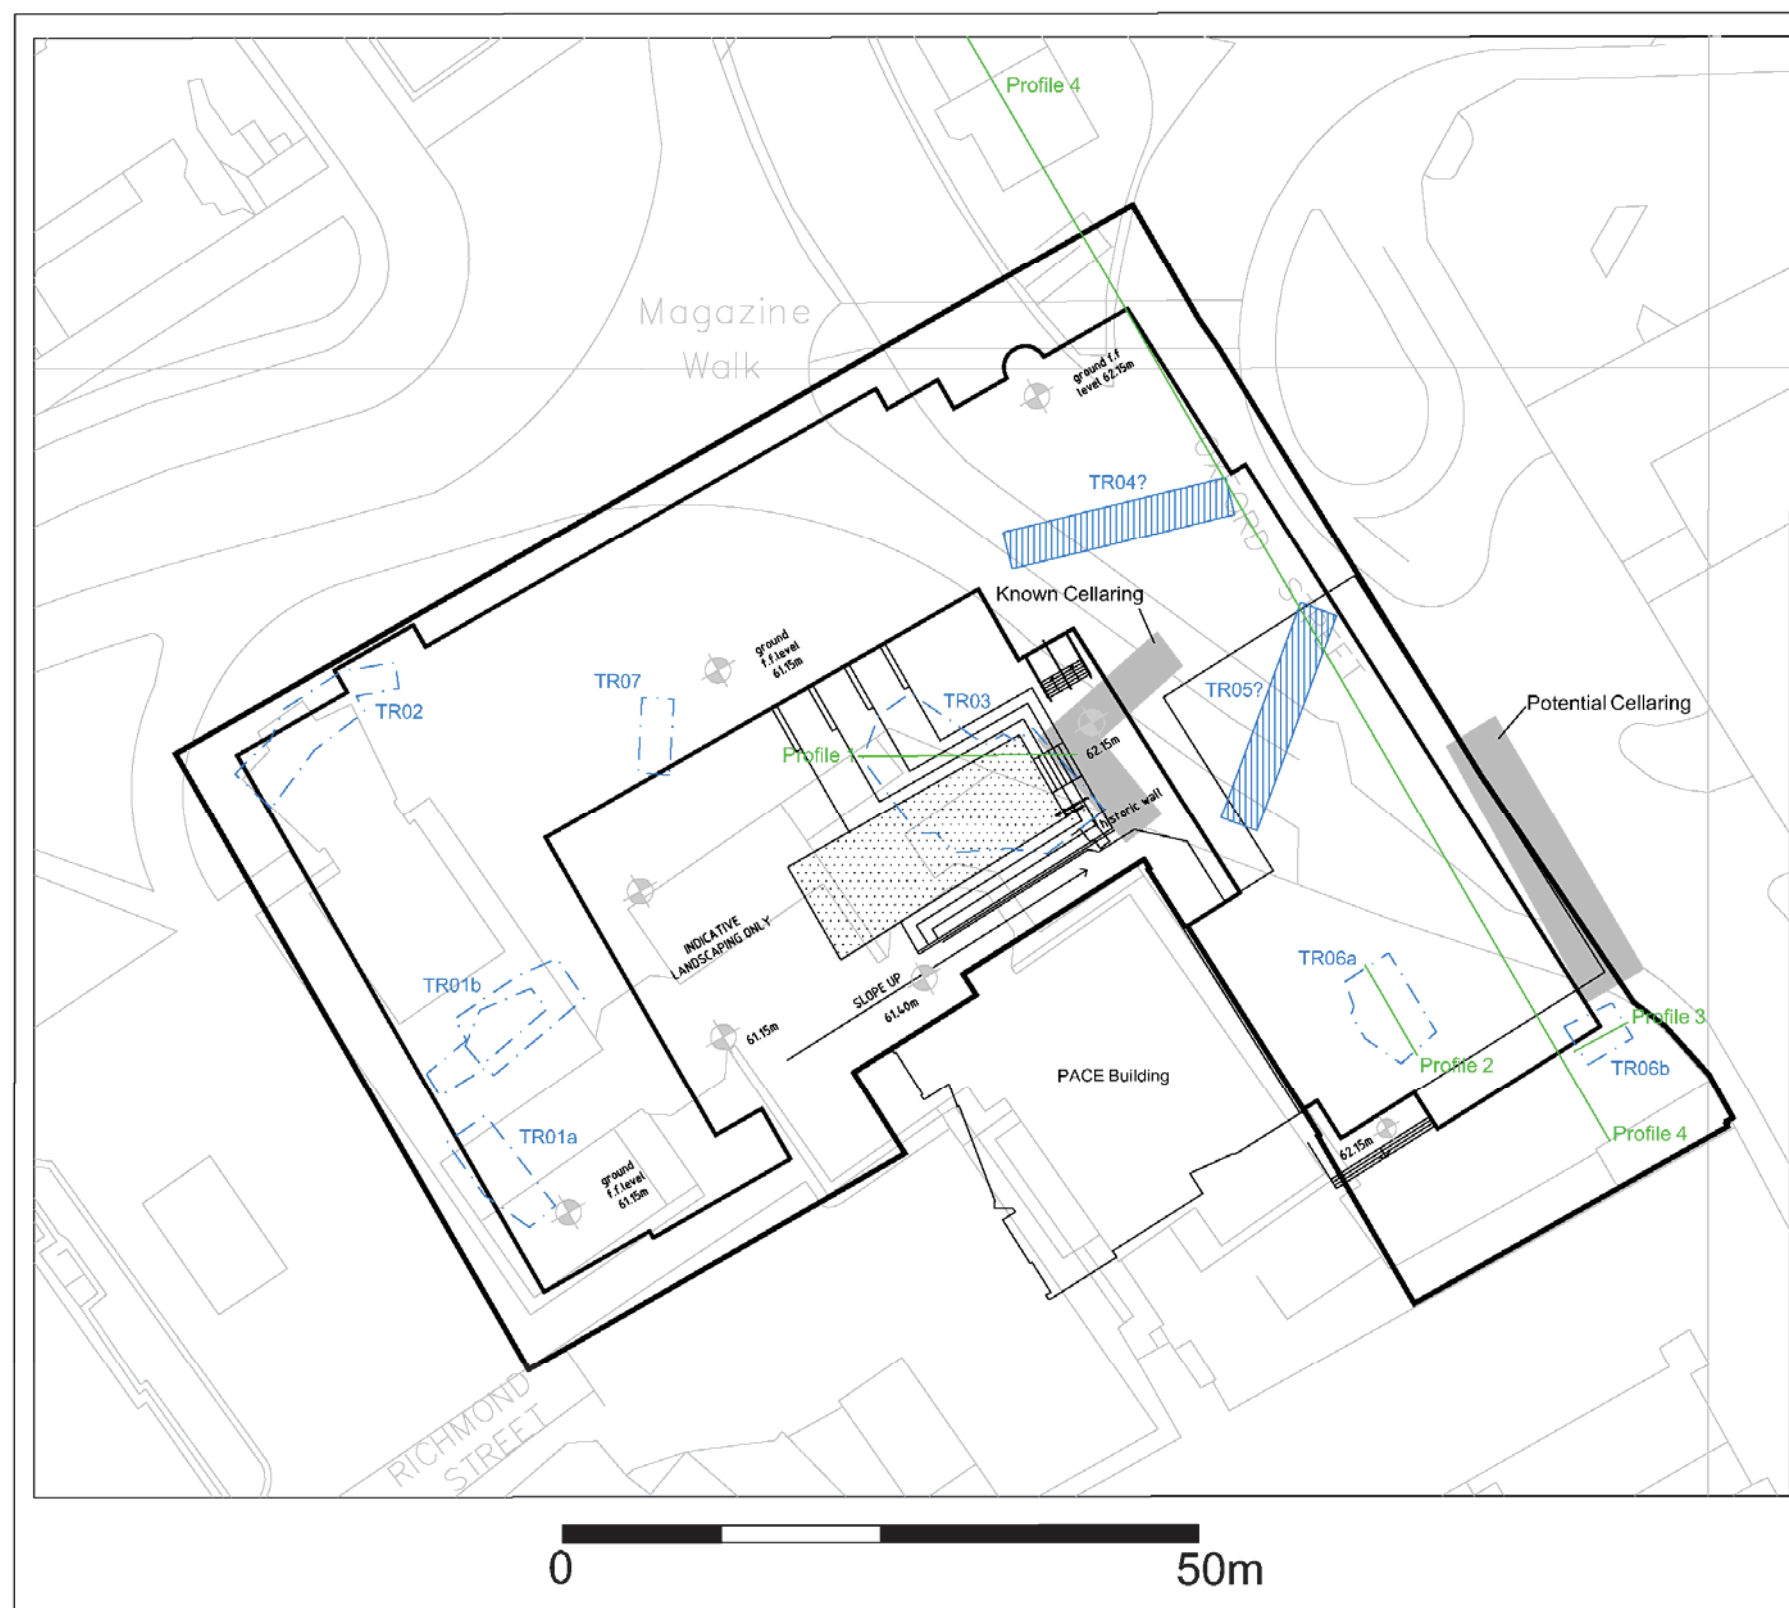 Profile 4
Magazine
Walk
ground f.f
level 62.15m
TR04?
OXFORD STREET
Known Cellaring
ground
f.f.level
61.15m
TR07
TR02
TR03
TR05?
Potential Cellaring
Profile 1
62.15m
historic wall
INDICATIVE
LANDSCAPING ONLY
TR01b
SLOPE UP
61.40m
61.15m
TR06a
Profile 3
Profile 2
TR06b
PACE Building
TR01a
Profile 4
62.15m
ground
f.f.level
61.15m
RICHMOND
STREET
0
50m